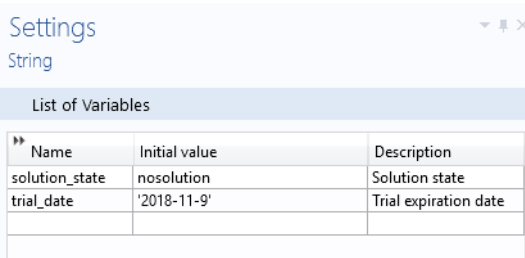 Settings
String
List of Variables
Name Initial value Description
solution_state nosolution Solution state
trial_date '2018-11-9' Trial expiration date